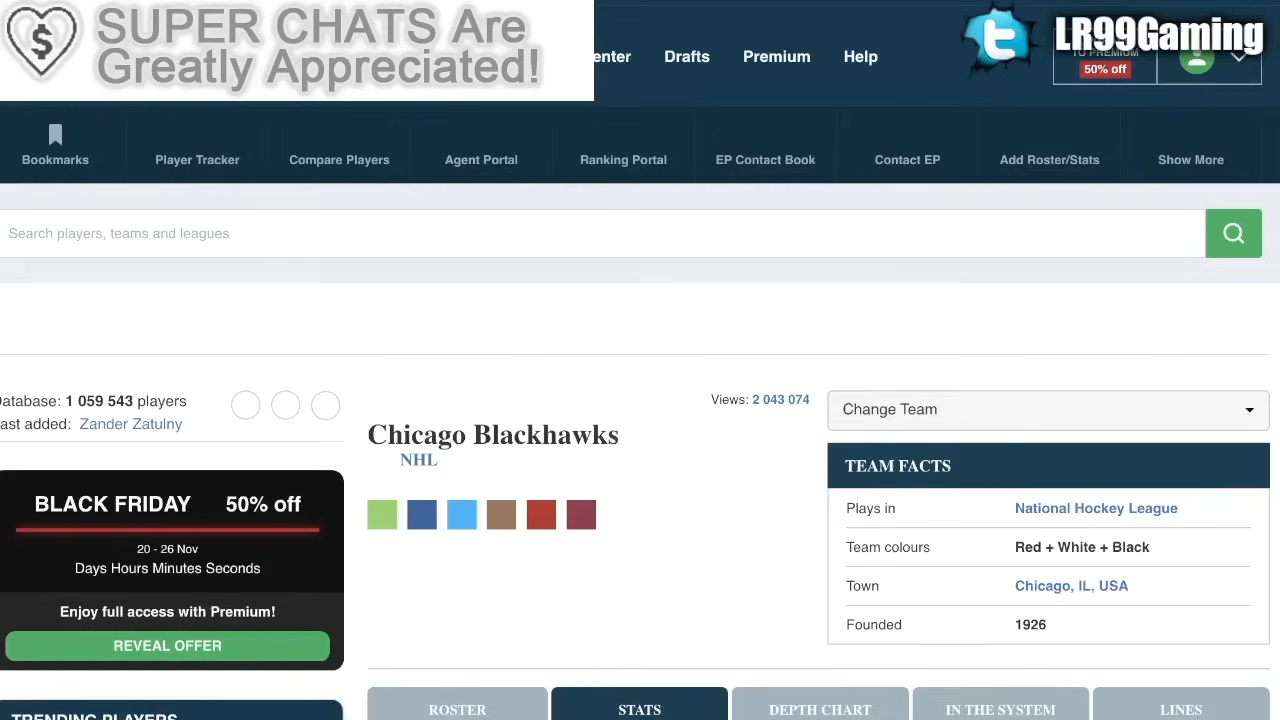 SUPER CHATS Are
Greatly Appreciated!
enter
Drafts
Premium
Help
LR99Gaming
TO PREMIUM
50% off
Bookmarks
Player Tracker
Compare Players
Agent Portal
Ranking Portal
EP Contact Book
Contact EP
Add Roster/Stats
Show More
Search players, teams and leagues
Database: 1 059 543 players
ast added: Zander Zatulny
BLACK FRIDAY 50% off
20 - 26 Nov
Days Hours Minutes Seconds
Enjoy full access with Premium!
REVEAL OFFER
TRENDING PLAYERS
Views: 2 043 074
Chicago Blackhawks
NHL
Change Team
TEAM FACTS
Plays in National Hockey League
Team colours Red + White + Black
Town Chicago, IL, USA
Founded 1926
ROSTER
STATS
DEPTH CHART
IN THE SYSTEM
LINES